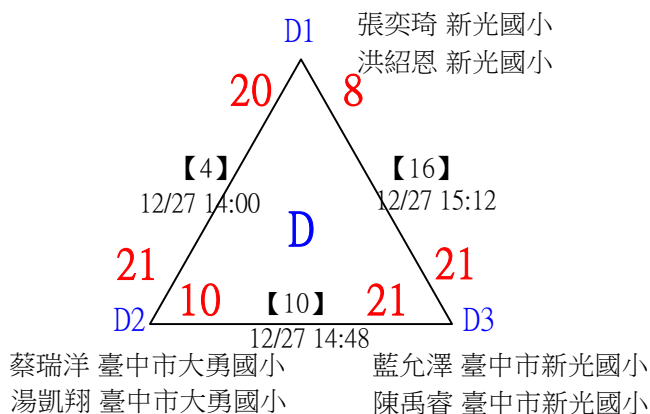 D1
張奕琦 新光國小
洪紹恩 新光國小
20
8
【4】
12/27 14:00
【16】
12/27 15:12
D
21
21
10
【10】
21
D2
12/27 14:48
D3
蔡瑞洋 臺中市大勇國小
湯凱翔 臺中市大勇國小
藍允澤 臺中市新光國小
陳禹睿 臺中市新光國小